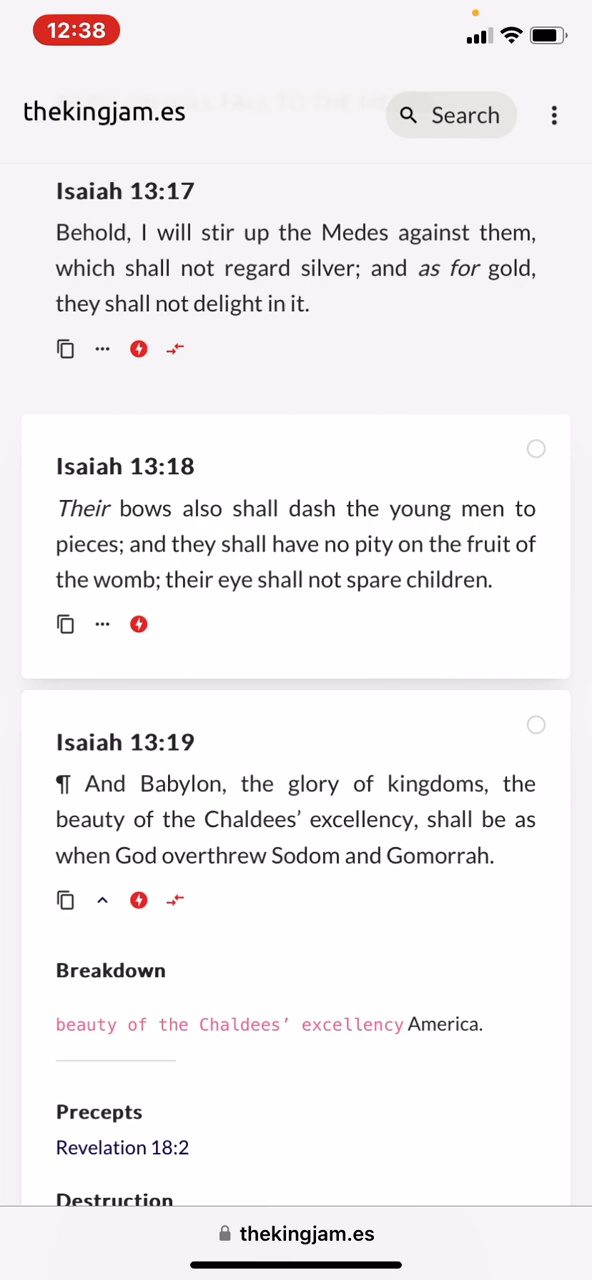 12:38
thekingjam.es
Search
Isaiah 13:17
Behold, I will stir up the Medes against them,
which shall not regard silver; and as for gold,
they shall not delight in it.
Isaiah 13:18
Their bows also shall dash the young men to
pieces; and they shall have no pity on the fruit of
the womb; their eye shall not spare children.
Isaiah 13:19
¶ And Babylon, the glory of kingdoms, the
beauty of the Chaldees’ excellency, shall be as
when God overthrew Sodom and Gomorrah.
Breakdown
beauty of the Chaldees’ excellency America.
Precepts
Revelation 18:2
Destruction
thekingjam.es